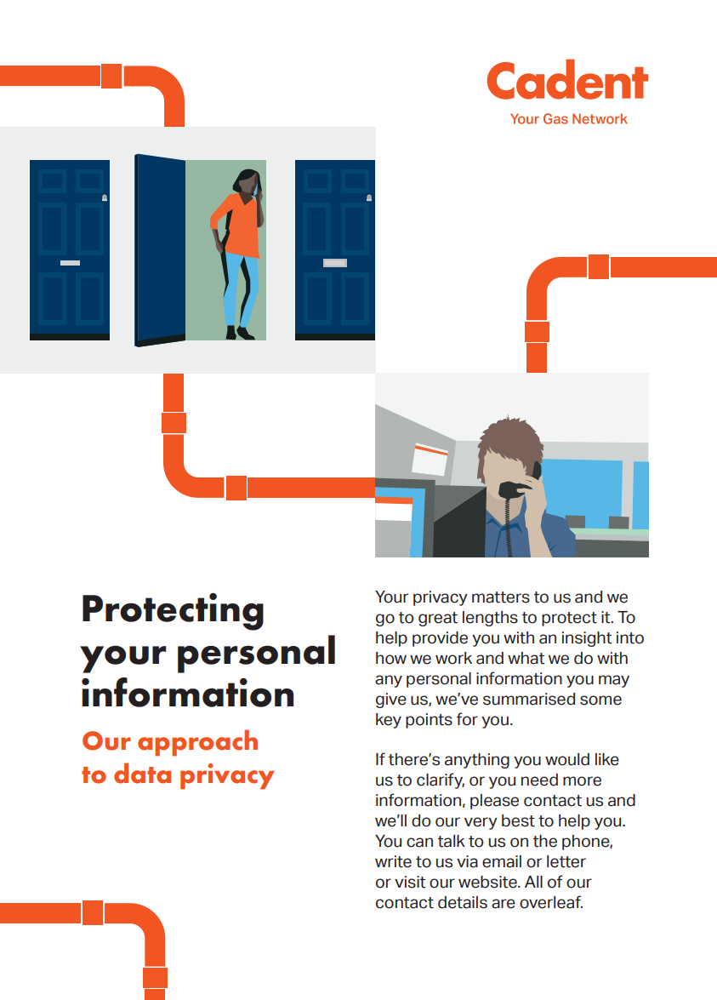 Cadent
Your Gas Network
Protecting
your personal
information
Our approach
to data privacy
Your privacy matters to us and we
go to great lengths to protect it. To
help provide you with an insight into
how we work and what we do with
any personal information you may
give us, we’ve summarised some
key points for you.
If there’s anything you would like
us to clarify, or you need more
information, please contact us and
we’ll do our very best to help you.
You can talk to us on the phone,
write to us via email or letter
or visit our website. All of our
contact details are overleaf.